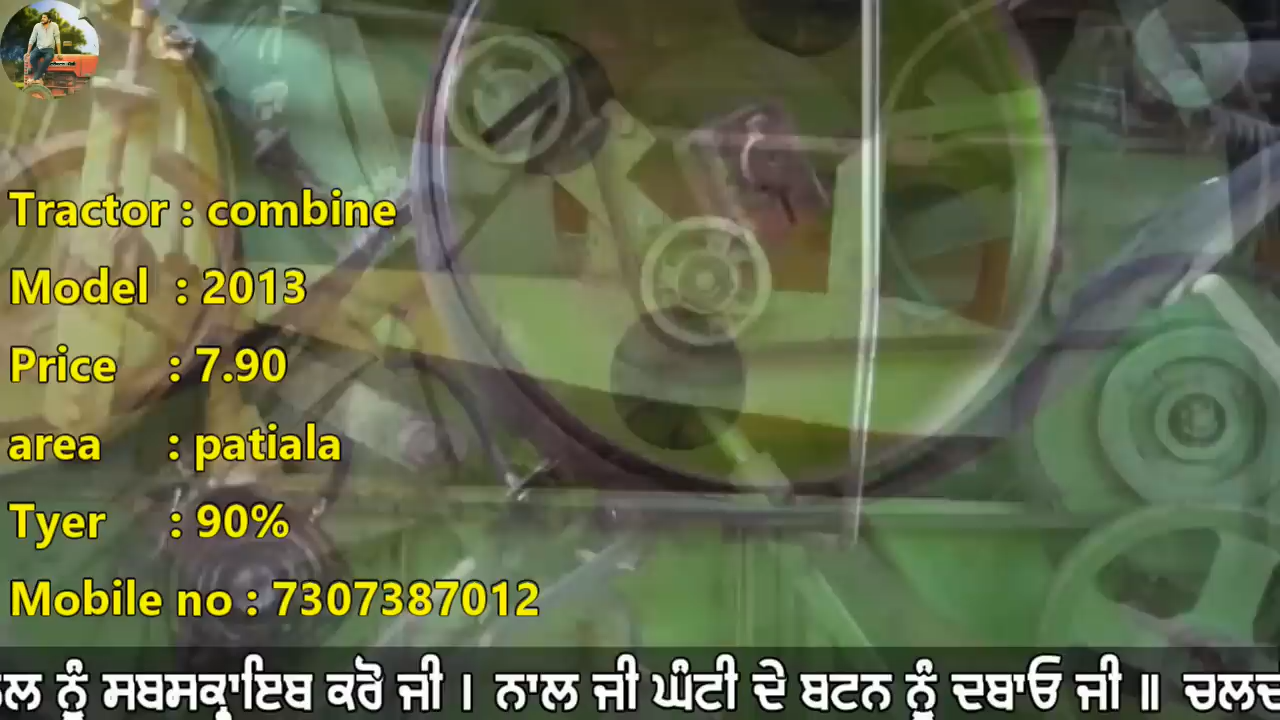 Tractor : combine
Model : 2013
Price : 7.90
area : patiala
Tyer : 90%
Mobile no : 7307387012
ਨੂੰ ਸਬਸਕ੍ਰਾਇਬ ਕਰੋ ਜੀ । ਨਾਲ ਜੀ ਘੰਟੀ ਦੇ ਬਟਨ ਨੂੰ ਦਬਾਓ ਜੀ ॥